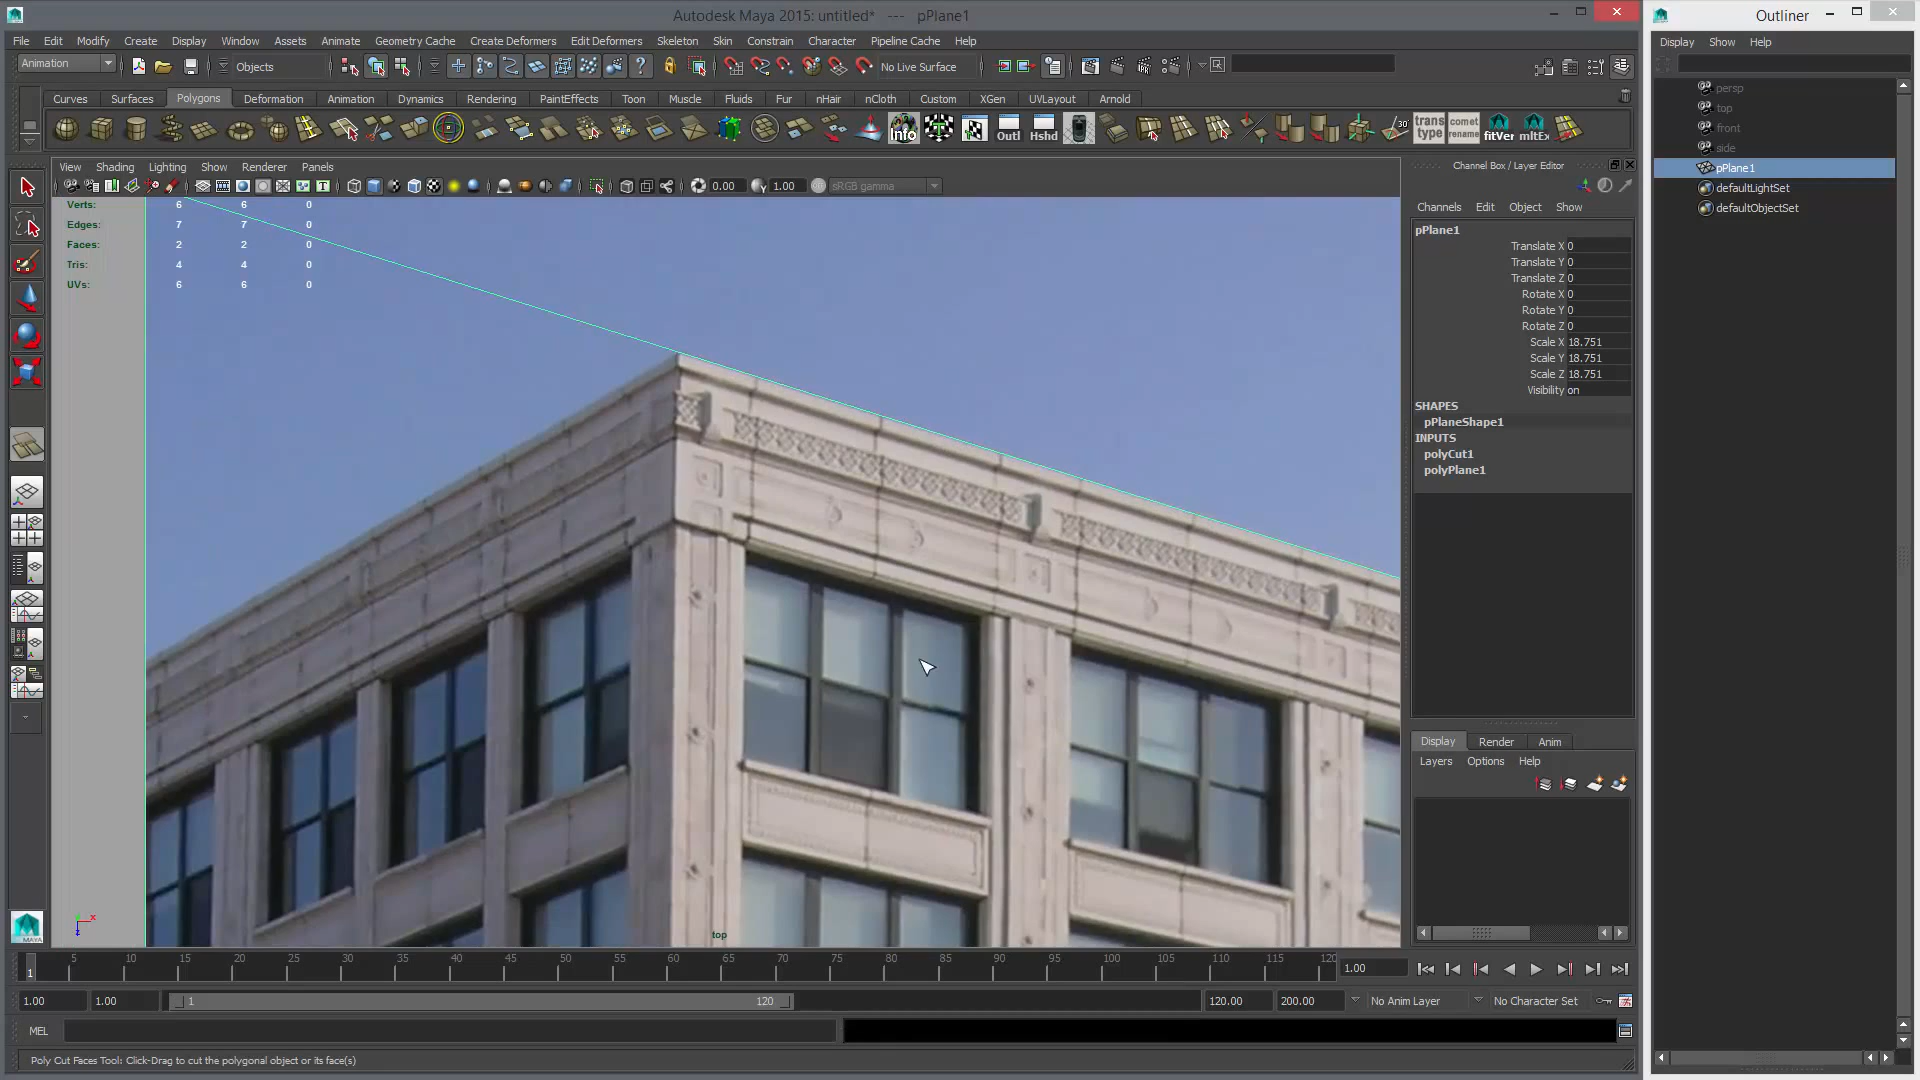 Autodesk Maya 2015: untitled* --- pPlane1
Outliner
File Edit Modify Create Display Window Assets Animate Geometry Cache Create Deformers Edit Deformers Skeleton Skin Constrain Character Pipeline Cache Help
Display Show Help
Animation
Objects
No Live Surface
Curves Surfaces Polygons Deformation Animation Dynamics Rendering PaintEffects Toon Muscle Fluids Fur nHair nCloth Custom XGen UVLayout Arnold
Info Outl Hshd 30 trans type comet rename fitVer mltEx
View Shading Lighting Show Renderer Panels
0.00 1.00 sRGB gamma
Verts: 6 6 0
Edges: 7 7 0
Faces: 2 2 0
Tris: 4 4 0
UVs: 6 6 0
top
x
MAYA
Channel Box / Layer Editor
Channels Edit Object Show
pPlane1
Translate X 0
Translate Y 0
Translate Z 0
Rotate X 0
Rotate Y 0
Rotate Z 0
Scale X 18.751
Scale Y 18.751
Scale Z 18.751
Visibility on
SHAPES
pPlaneShape1
INPUTS
polyCut1
polyPlane1
Display Render Anim
Layers Options Help
persp
top
front
side
pPlane1
defaultLightSet
defaultObjectSet
1 5 10 15 20 25 30 35 40 45 50 55 60 65 70 75 80 85 90 95 100 105 110 115 120
1.00
1.00 1.00 1 120 120.00 200.00 No Anim Layer No Character Set
MEL
Poly Cut Faces Tool: Click-Drag to cut the polygonal object or its face(s)